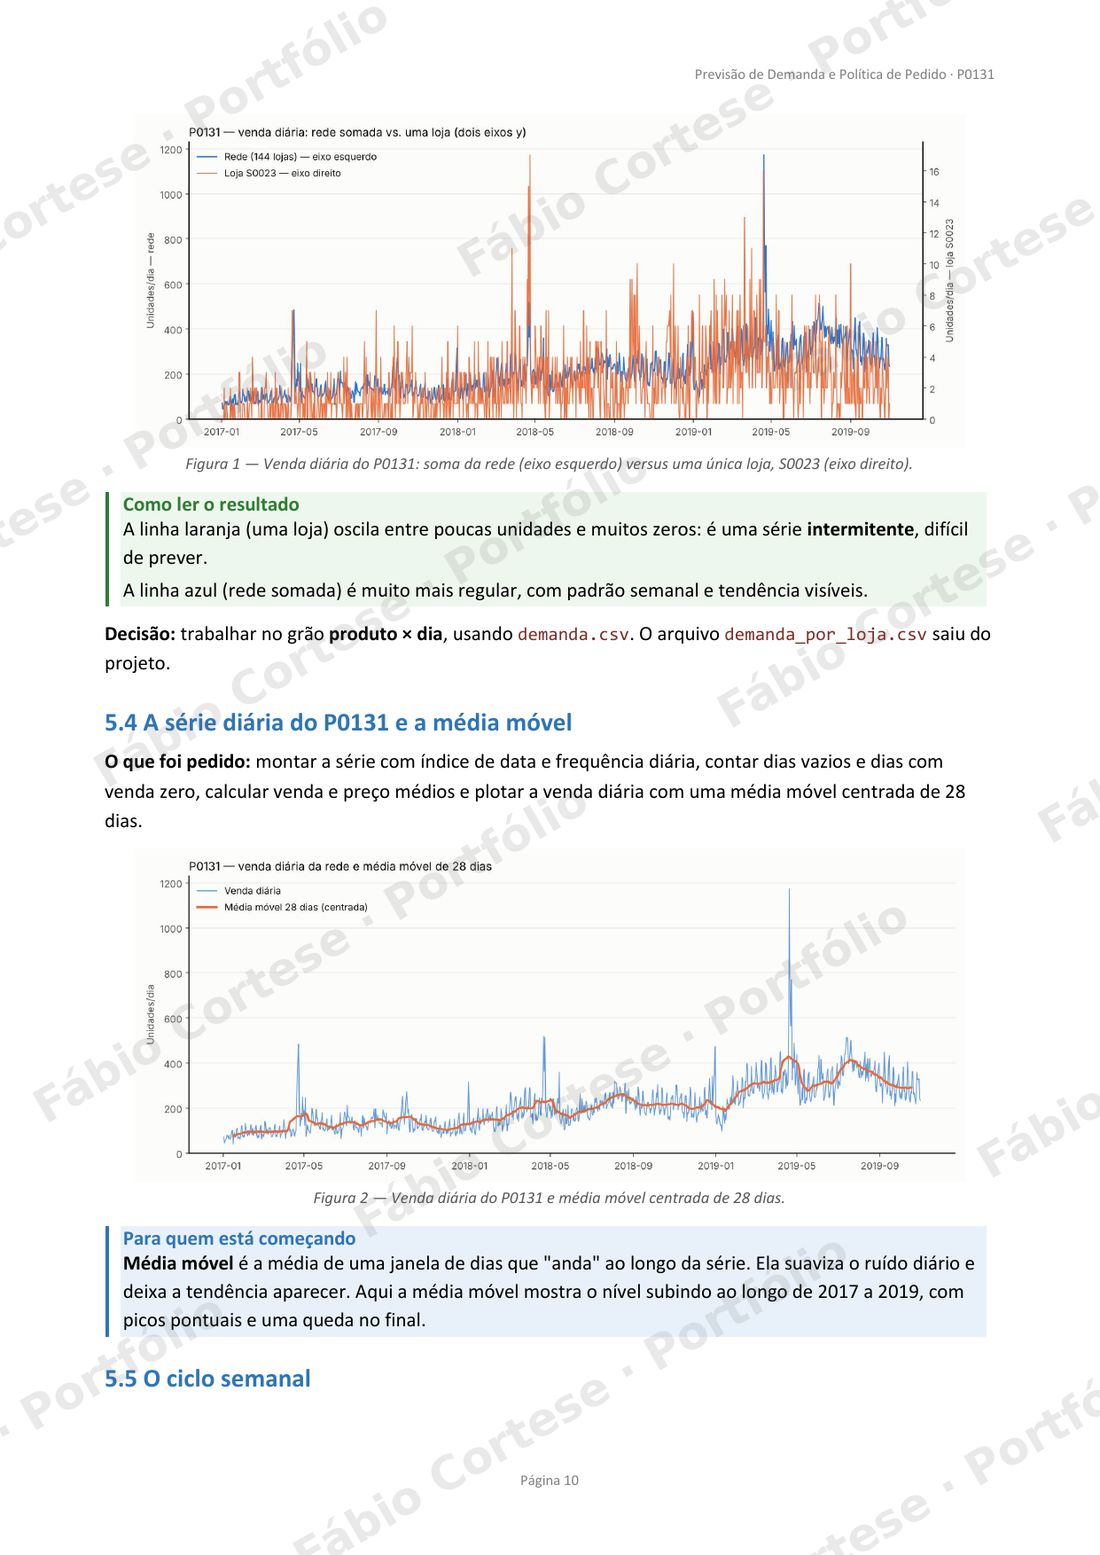 Previsão de Demanda e Política de Pedido · P0131
P0131 — venda diária: rede somada vs. uma loja (dois eixos y)
Rede (144 lojas) — eixo esquerdo
Loja S0023 — eixo direito
Unidades/dia — rede
1200
1000
800
600
400
200
0
16
14
12
10
8
6
4
2
0
Unidades/dia — loja S0023
2017-01 2017-05 2017-09 2018-01 2018-05 2018-09 2019-01 2019-05 2019-09
Figura 1 — Venda diária do P0131: soma da rede (eixo esquerdo) versus uma única loja, S0023 (eixo direito).
Como ler o resultado
A linha laranja (uma loja) oscila entre poucas unidades e muitos zeros: é uma série intermitente, difícil
de prever.
A linha azul (rede somada) é muito mais regular, com padrão semanal e tendência visíveis.
Decisão: trabalhar no grão produto × dia, usando demanda.csv. O arquivo demanda_por_loja.csv saiu do
projeto.
5.4 A série diária do P0131 e a média móvel
O que foi pedido: montar a série com índice de data e frequência diária, contar dias vazios e dias com
venda zero, calcular venda e preço médios e plotar a venda diária com uma média móvel centrada de 28
dias.
P0131 — venda diária da rede e média móvel de 28 dias
Venda diária
Média móvel 28 dias (centrada)
Unidades/dia
1200
1000
800
600
400
200
0
2017-01 2017-05 2017-09 2018-01 2018-05 2018-09 2019-01 2019-05 2019-09
Figura 2 — Venda diária do P0131 e média móvel centrada de 28 dias.
Para quem está começando
Média móvel é a média de uma janela de dias que "anda" ao longo da série. Ela suaviza o ruído diário e
deixa a tendência aparecer. Aqui a média móvel mostra o nível subindo ao longo de 2017 a 2019, com
picos pontuais e uma queda no final.
5.5 O ciclo semanal
Página 10
Fábio Cortese · Portfólio